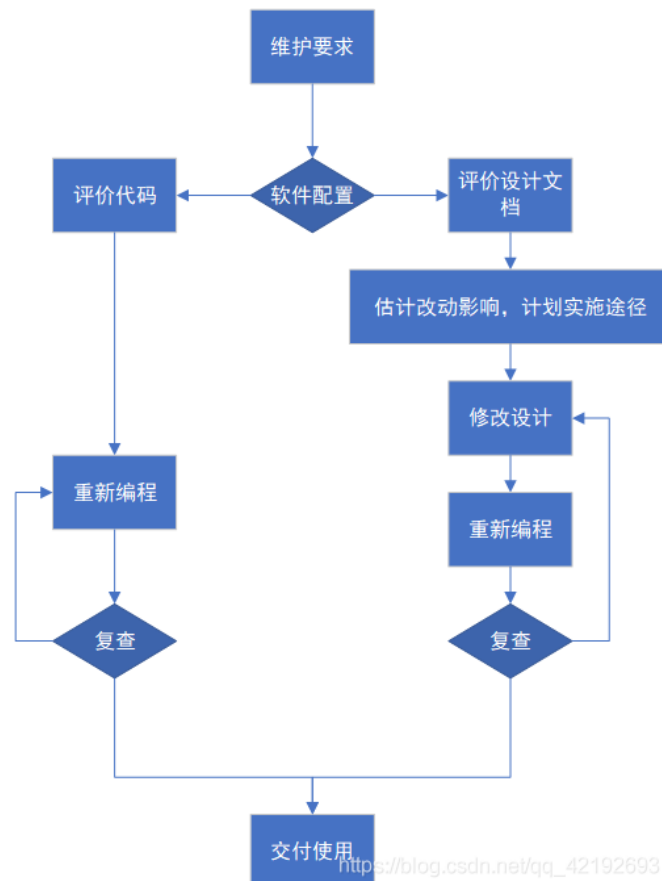 维护要求
评价代码
软件配置
评价设计文
档
估计改动影响，计划实施途径
修改设计
重新编程
重新编程
复查
复查
交付使用
https://blog.csdn.net/qq_42192693